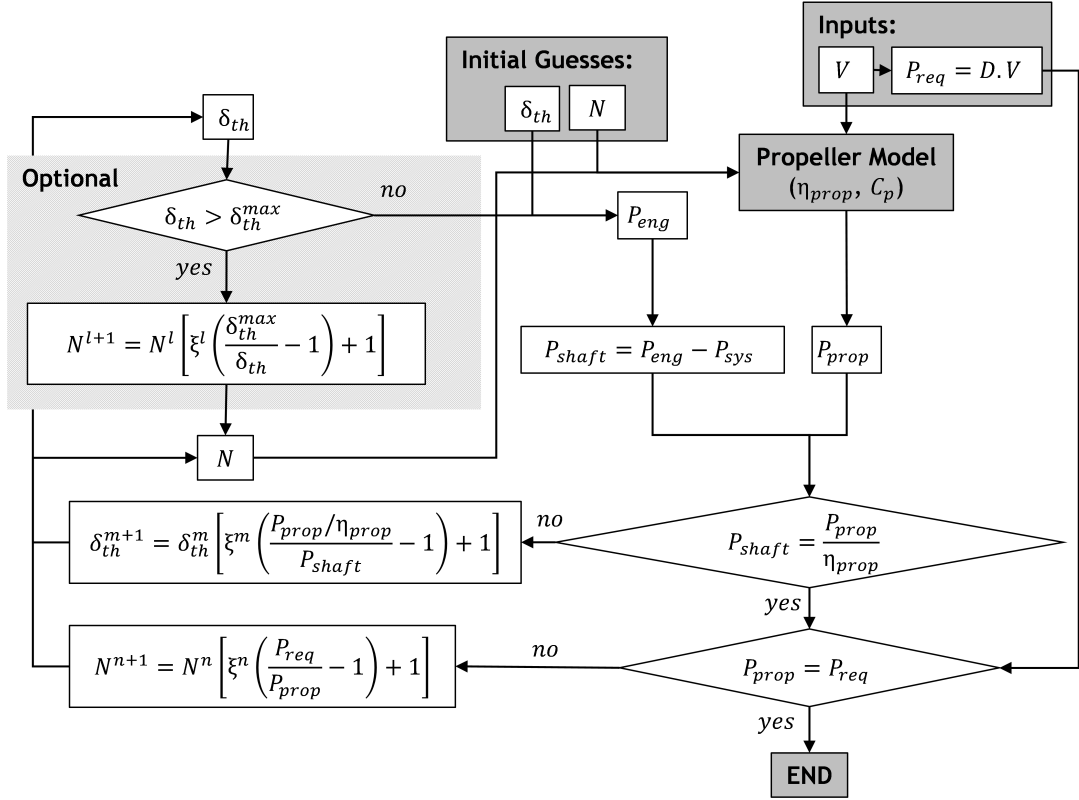 Inputs:
V
P_req = D.V
Initial Guesses:
δ_th
N
δ_th
Propeller Model
(η_prop, C_p)
Optional
δ_th > δ_th^max
no
P_eng
yes
N^{l+1} = N^l [ξ^l (δ_th^max / δ_th − 1) + 1]
P_shaft = P_eng − P_sys
P_prop
N
δ_th^{m+1} = δ_th^m [ξ^m (P_prop/η_prop / P_shaft − 1) + 1]
no
P_shaft = P_prop / η_prop
yes
N^{n+1} = N^n [ξ^n (P_req / P_prop − 1) + 1]
no
P_prop = P_req
yes
END